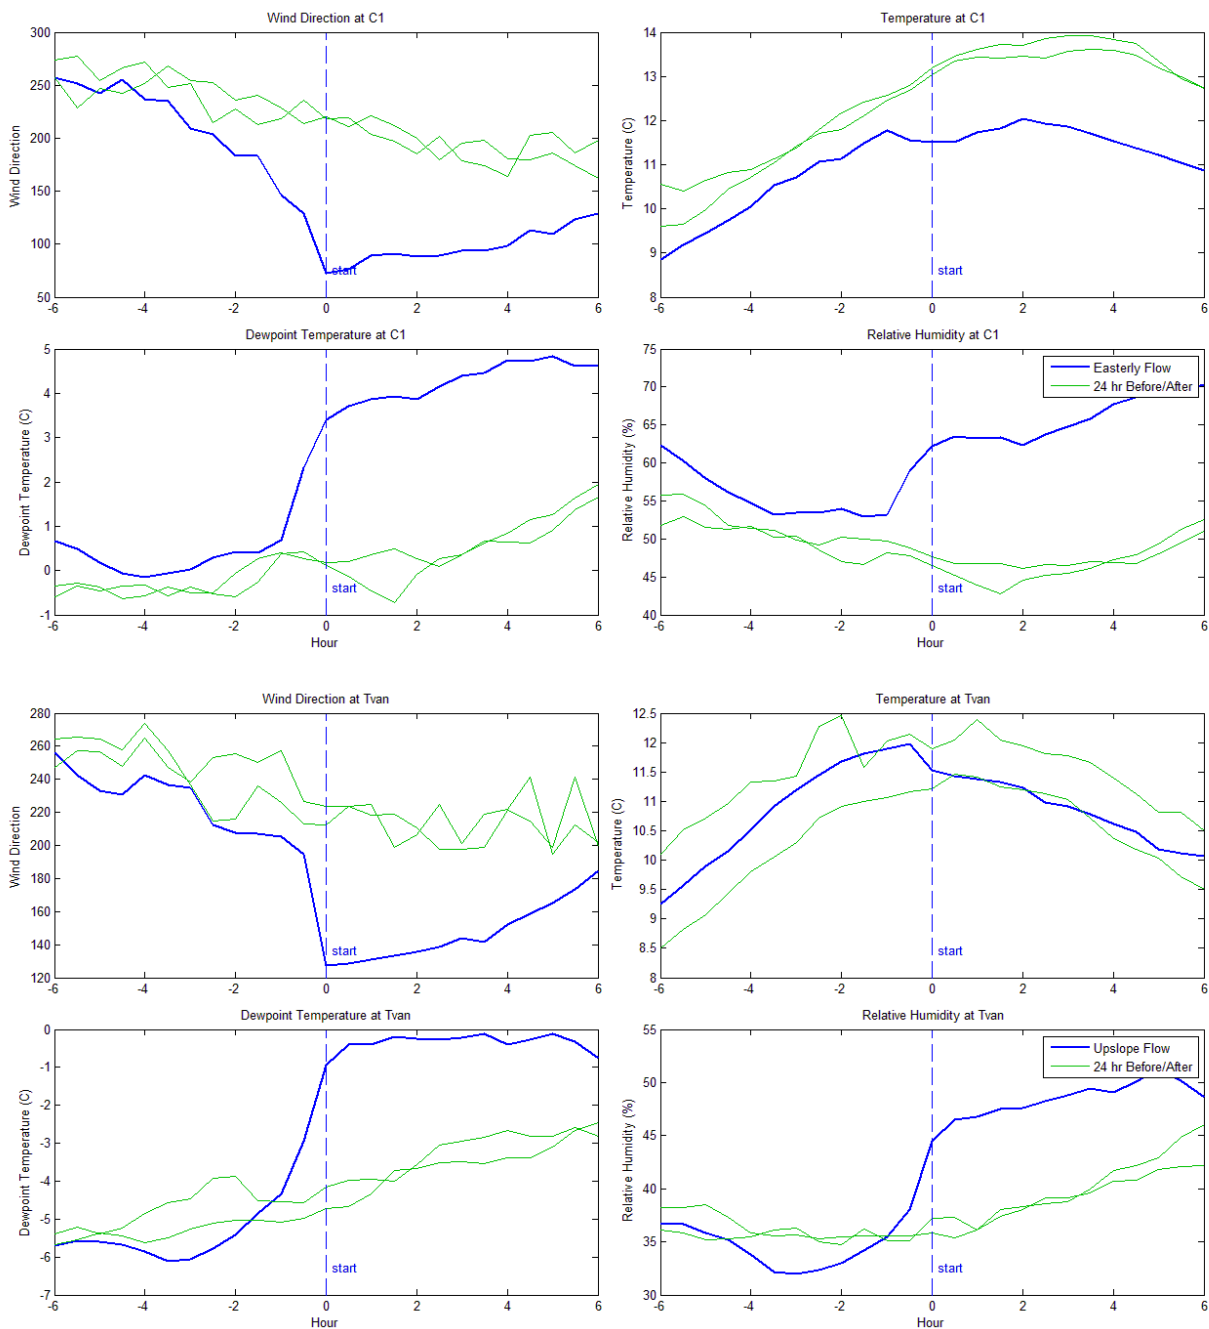 Wind Direction at C1
300
250
200
150
100
50
Wind Direction
start
-6 -4 -2 0 2 4 6
Temperature at C1
14
13
12
11
10
9
8
Temperature (C)
start
-6 -4 -2 0 2 4 6
Dewpoint Temperature at C1
5
4
3
2
1
0
-1
Dewpoint Temperature (C)
start
-6 -4 -2 0 2 4 6
Hour
Relative Humidity at C1
75
70
65
60
55
50
45
40
Relative Humidity (%)
Easterly Flow
24 hr Before/After
start
-6 -4 -2 0 2 4 6
Hour
Wind Direction at Tvan
280
260
240
220
200
180
160
140
120
Wind Direction
start
-6 -4 -2 0 2 4 6
Temperature at Tvan
12.5
12
11.5
11
10.5
10
9.5
9
8.5
8
Temperature (C)
start
-6 -4 -2 0 2 4 6
Dewpoint Temperature at Tvan
0
-1
-2
-3
-4
-5
-6
-7
Dewpoint Temperature (C)
start
-6 -4 -2 0 2 4 6
Hour
Relative Humidity at Tvan
55
50
45
40
35
30
Relative Humidity (%)
Upslope Flow
24 hr Before/After
start
-6 -4 -2 0 2 4 6
Hour